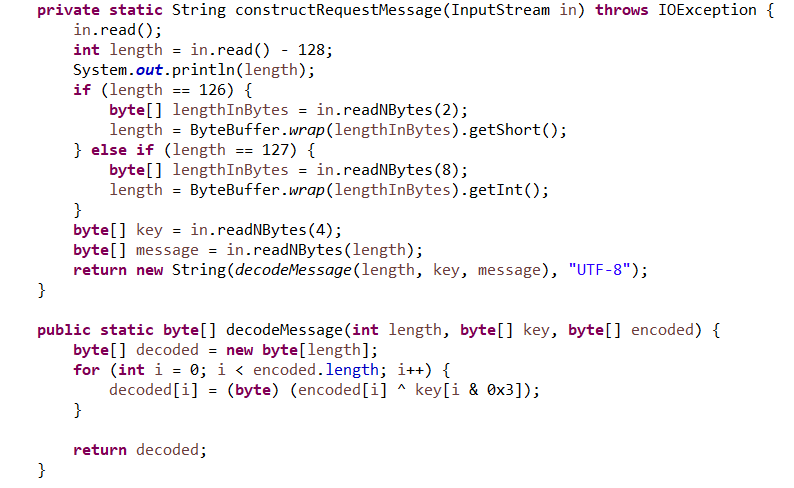 private static String constructRequestMessage(InputStream in) throws IOException {
in.read();
int length = in.read() - 128;
System.out.println(length);
if (length == 126) {
byte[] lengthInBytes = in.readNBytes(2);
length = ByteBuffer.wrap(lengthInBytes).getShort();
} else if (length == 127) {
byte[] lengthInBytes = in.readNBytes(8);
length = ByteBuffer.wrap(lengthInBytes).getInt();
}
byte[] key = in.readNBytes(4);
byte[] message = in.readNBytes(length);
return new String(decodeMessage(length, key, message), "UTF-8");
}
public static byte[] decodeMessage(int length, byte[] key, byte[] encoded) {
byte[] decoded = new byte[length];
for (int i = 0; i < encoded.length; i++) {
decoded[i] = (byte) (encoded[i] ^ key[i & 0x3]);
}
return decoded;
}